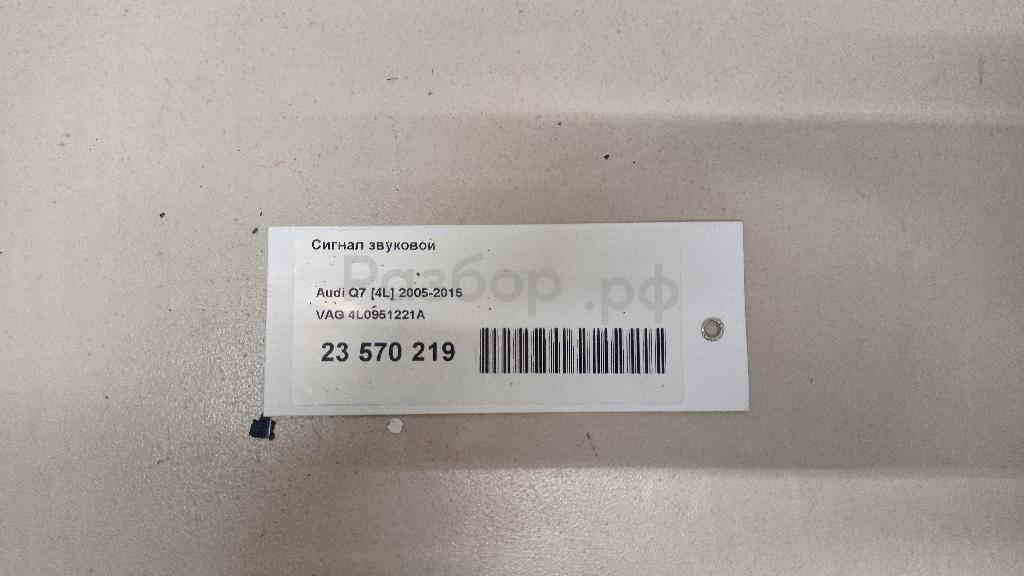 Сигнал звуковой
Разбор.рф
Audi Q7 [4L] 2005-2015
VAG 4L0951221A
23 570 219